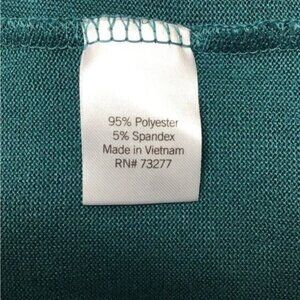 95% Polyester
5% Spandex
Made in Vietnam
RN# 73277